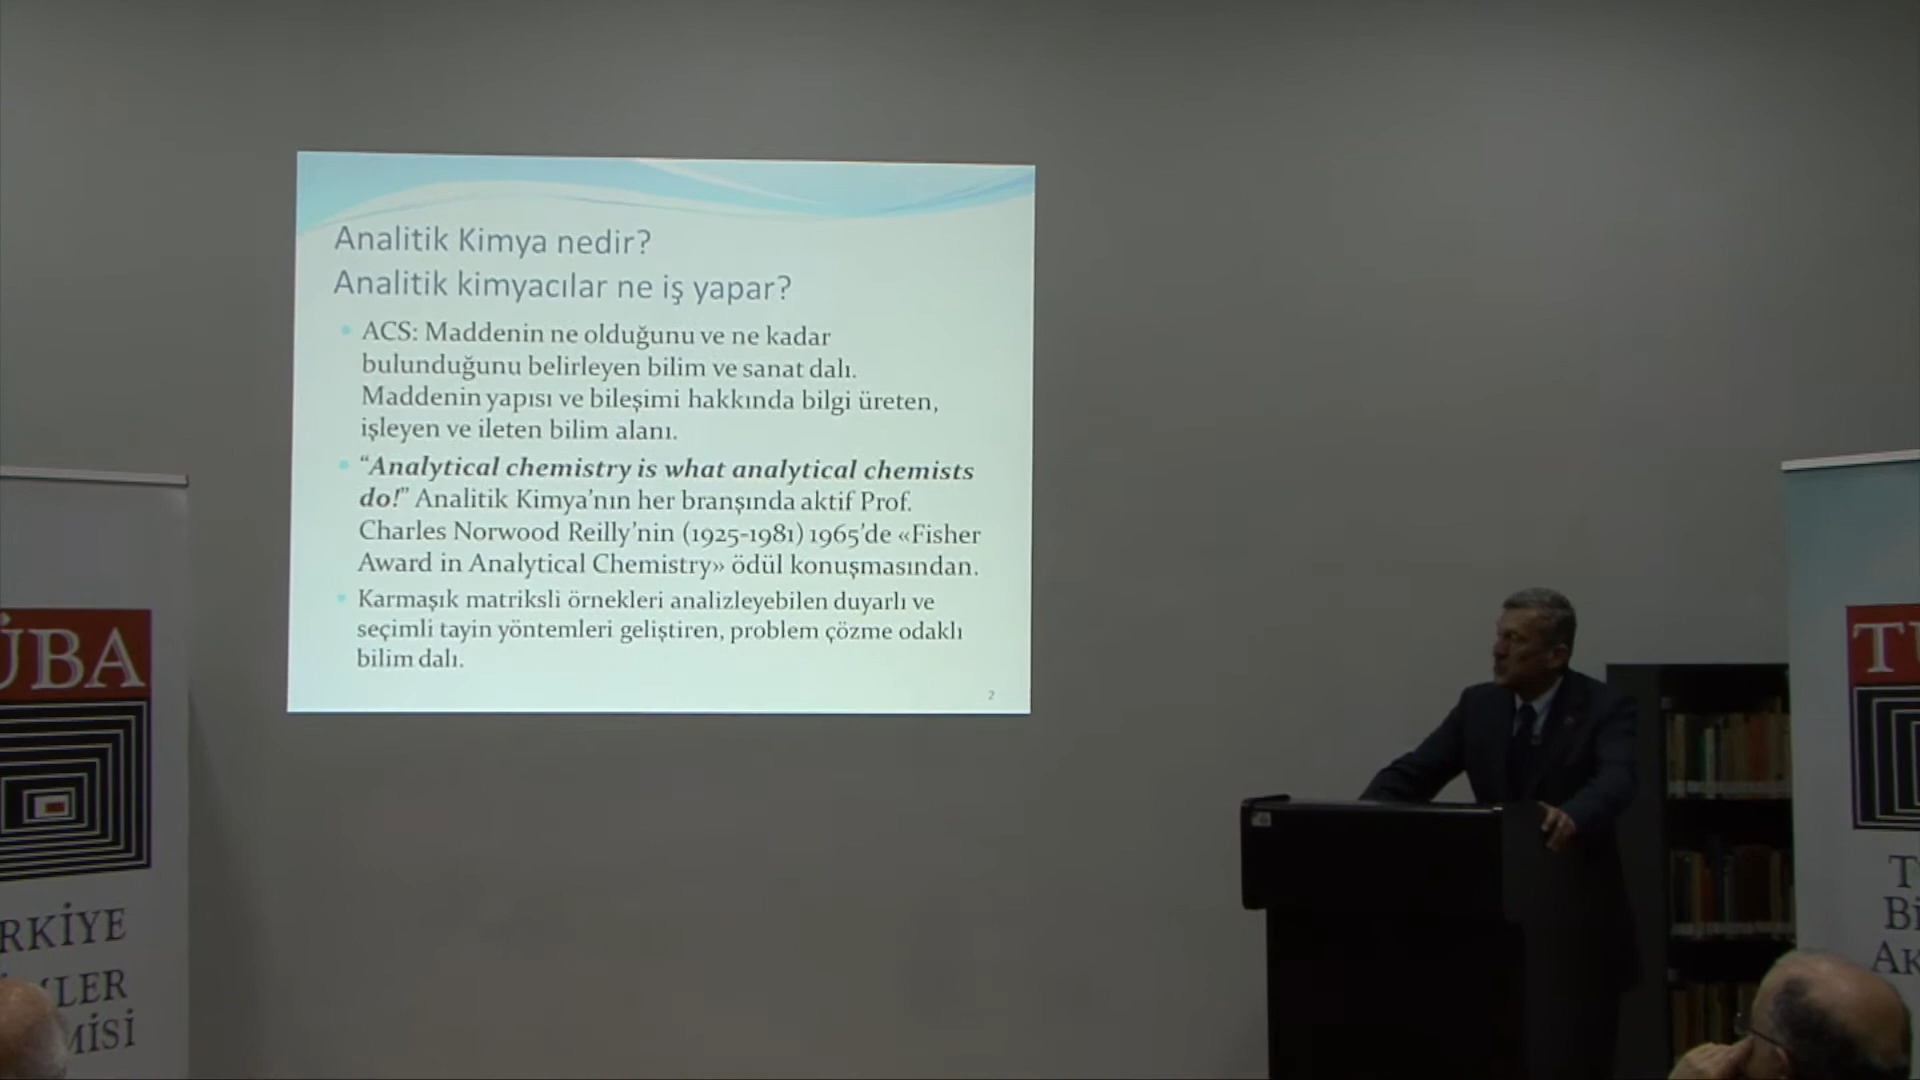 Analitik Kimya nedir?
Analitik kimyacılar ne iş yapar?
ACS: Maddenin ne olduğunu ve ne kadar
bulunduğunu belirleyen bilim ve sanat dalı.
Maddenin yapısı ve bileşimi hakkında bilgi üreten,
işleyen ve ileten bilim alanı.
“Analytical chemistry is what analytical chemists
do!” Analitik Kimya’nın her branşında aktif Prof.
Charles Norwood Reilly’nin (1925-1981) 1965’de «Fisher
Award in Analytical Chemistry» ödül konuşmasından.
Karmaşık matriksli örnekleri analizleyebilen duyarlı ve
seçimli tayin yöntemleri geliştiren, problem çözme odaklı
bilim dalı.
2
ÜBA
RKİYE
LER
MİSİ
TÜ
T
Bİ
AK